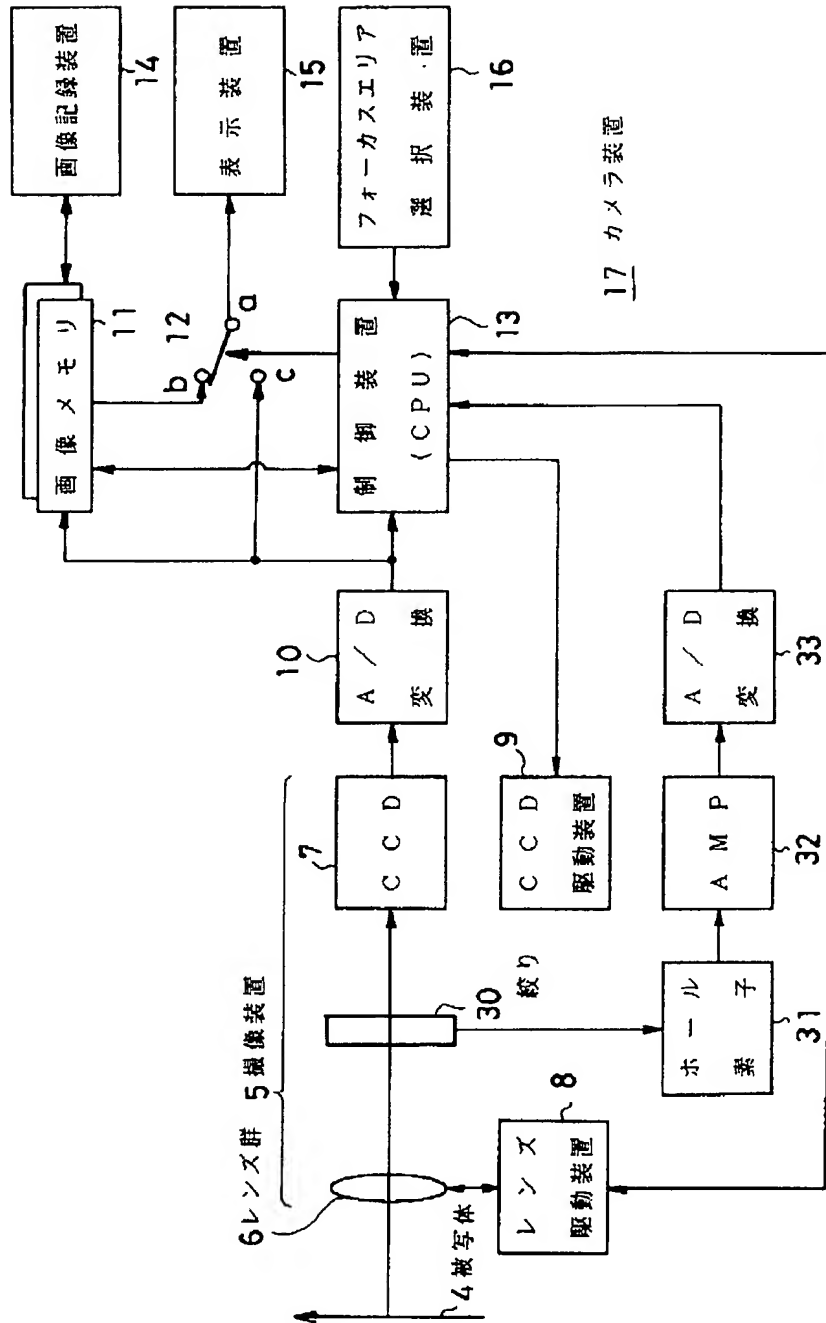 4 被写体
6 レンズ群
5 撮像装置
レンズ
駆動装置
8
30
絞り
7
CCD
CCD
駆動装置
9
ホール
素子
31
AMP
32
A/D
変換
33
A/D
変換
10
制御装置
(CPU)
13
画像メモリ
11
12
a
b
c
画像記録装置
14
表示装置
15
フォーカスエリア
選択装・置
16
17 カメラ装置